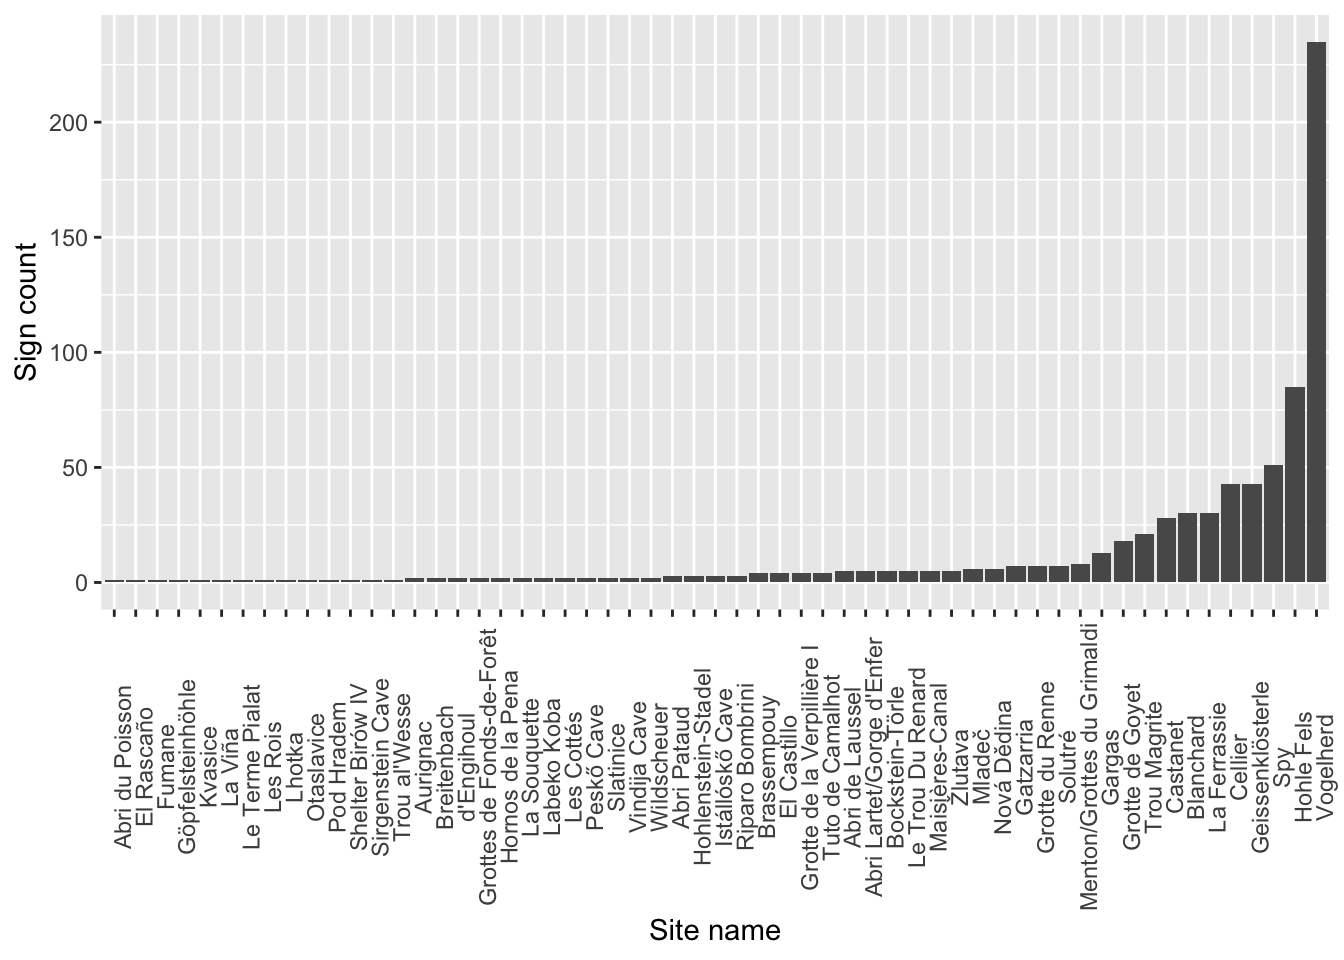 Sign count
200
150
100
50
0
Abri du Poisson
El Rascaño
Fumane
Göpfelsteinhöhle
Kvasice
La Viña
Le Terme Pialat
Les Rois
Lhotka
Otaslavice
Pod Hradem
Shelter Birów IV
Sirgenstein Cave
Trou al'Wesse
Aurignac
Breitenbach
d'Engihoul
Grottes de Fonds-de-Forêt
Hornos de la Pena
La Souquette
Labeko Koba
Les Cottés
Peskő Cave
Slatinice
Vindija Cave
Wildscheuer
Abri Pataud
Hohlenstein-Stadel
Istállóskő Cave
Riparo Bombrini
Brassempouy
El Castillo
Grotte de la Verpillière I
Tuto de Camalhot
Abri de Laussel
Abri Lartet/Gorge d'Enfer
Bockstein-Törle
Le Trou Du Renard
Maisjères-Canal
Žlutava
Mladeč
Nová Dědina
Gatzarria
Grotte du Renne
Solutré
Menton/Grottes du Grimaldi
Gargas
Grotte de Goyet
Trou Magrite
Castanet
Blanchard
La Ferrassie
Cellier
Geissenklösterle
Spy
Hohle Fels
Vogelherd
Site name